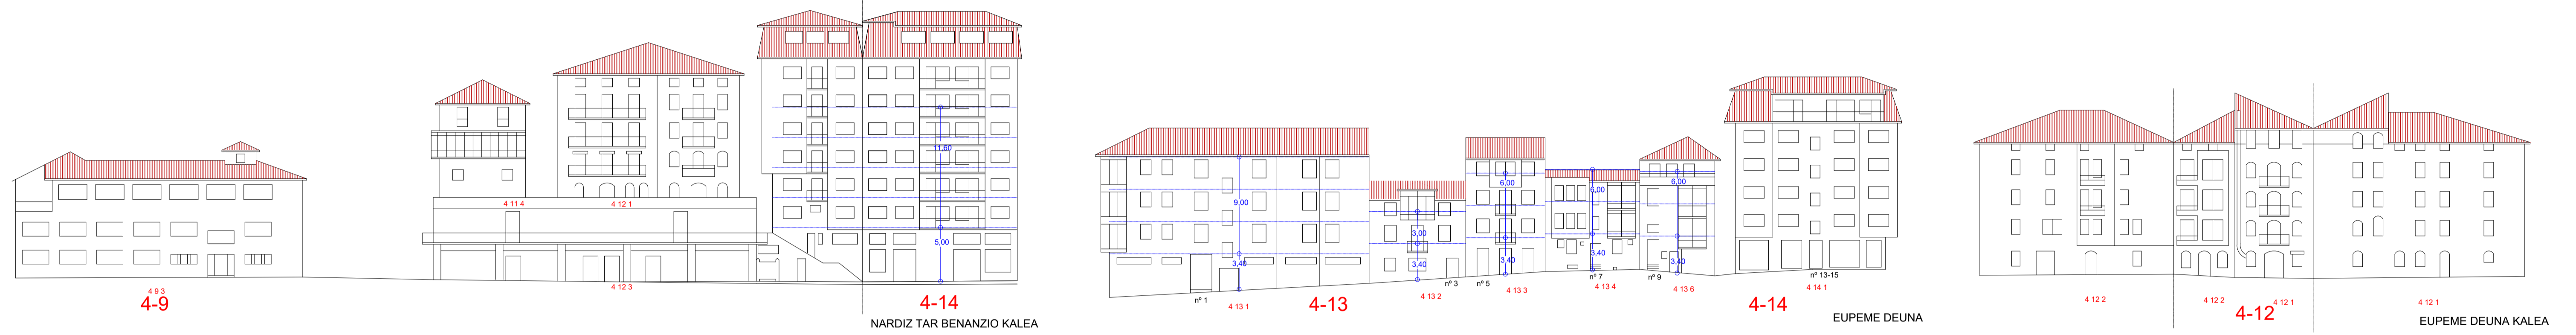 11,60
5,00
4 11 4
4 12 1
4 9 3
4-9
4 12 3
4-14
NARDIZ TAR BENANZIO KALEA
9,00
3,40
3,00
3,40
6,00
3,40
6,00
3,40
6,00
3,40
nº 1
nº 3
nº 5
nº 7
nº 9
nº 13-15
4 13 1
4-13
4 13 2
4 13 3
4 13 4
4 13 6
4 14 1
4-14
EUPEME DEUNA
4 12 2
4 12 2
4-12
4 12 1
4 12 1
EUPEME DEUNA KALEA